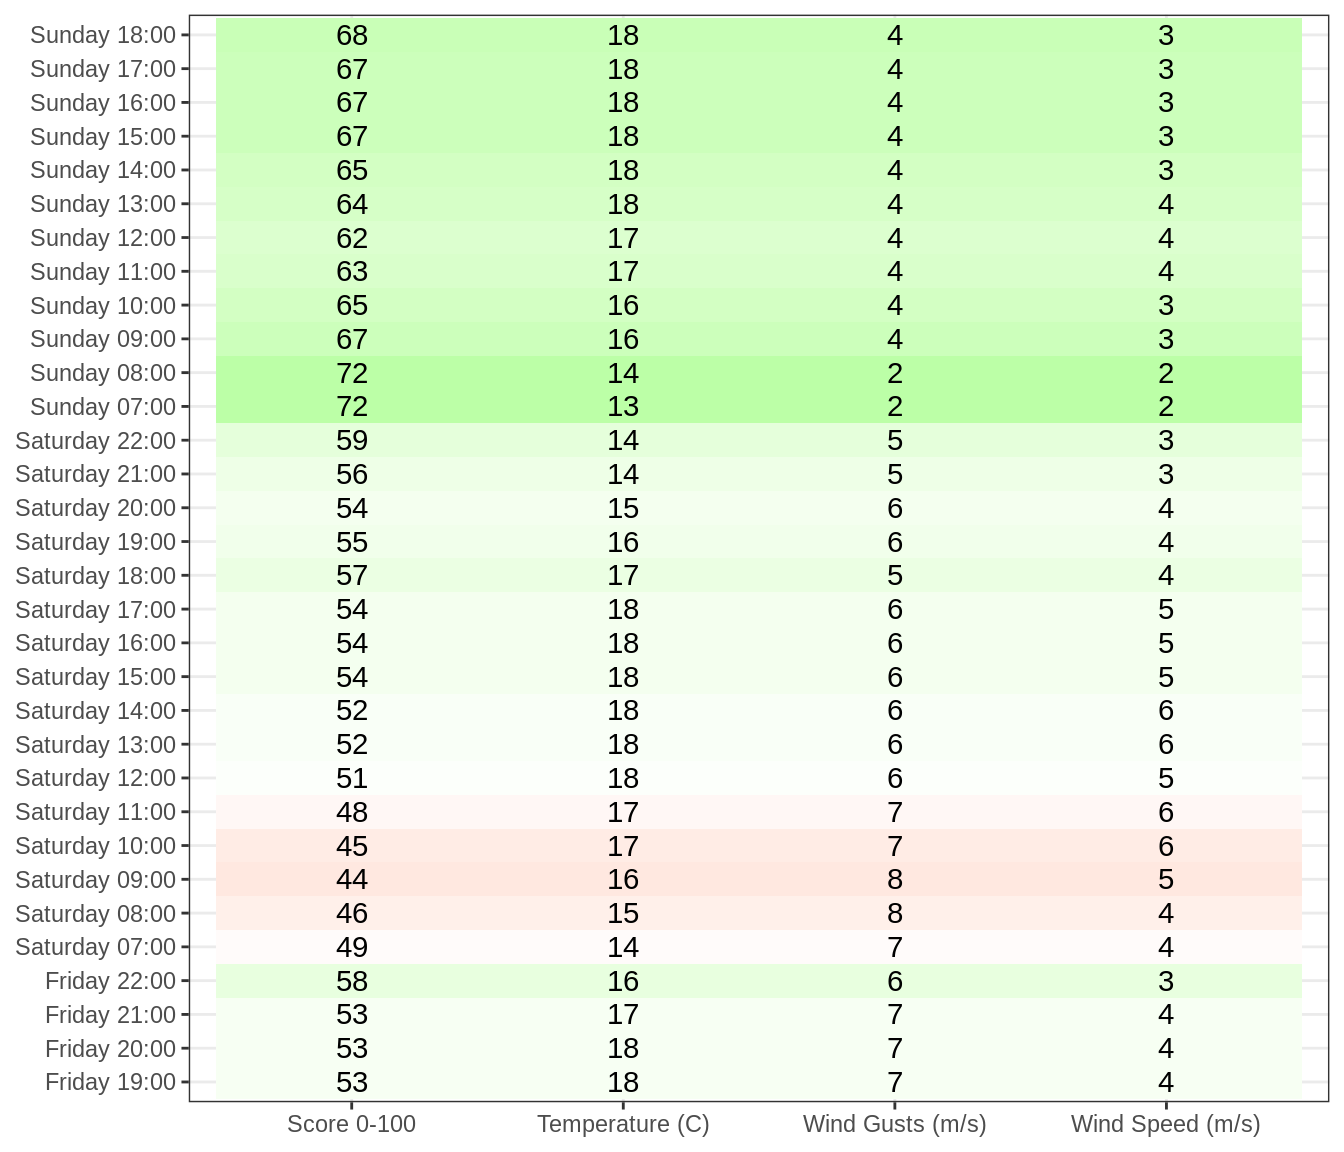 Sunday 18:00 68 18 4 3
Sunday 17:00 67 18 4 3
Sunday 16:00 67 18 4 3
Sunday 15:00 67 18 4 3
Sunday 14:00 65 18 4 3
Sunday 13:00 64 18 4 4
Sunday 12:00 62 17 4 4
Sunday 11:00 63 17 4 4
Sunday 10:00 65 16 4 3
Sunday 09:00 67 16 4 3
Sunday 08:00 72 14 2 2
Sunday 07:00 72 13 2 2
Saturday 22:00 59 14 5 3
Saturday 21:00 56 14 5 3
Saturday 20:00 54 15 6 4
Saturday 19:00 55 16 6 4
Saturday 18:00 57 17 5 4
Saturday 17:00 54 18 6 5
Saturday 16:00 54 18 6 5
Saturday 15:00 54 18 6 5
Saturday 14:00 52 18 6 6
Saturday 13:00 52 18 6 6
Saturday 12:00 51 18 6 5
Saturday 11:00 48 17 7 6
Saturday 10:00 45 17 7 6
Saturday 09:00 44 16 8 5
Saturday 08:00 46 15 8 4
Saturday 07:00 49 14 7 4
Friday 22:00 58 16 6 3
Friday 21:00 53 17 7 4
Friday 20:00 53 18 7 4
Friday 19:00 53 18 7 4
Score 0-100 Temperature (C) Wind Gusts (m/s) Wind Speed (m/s)